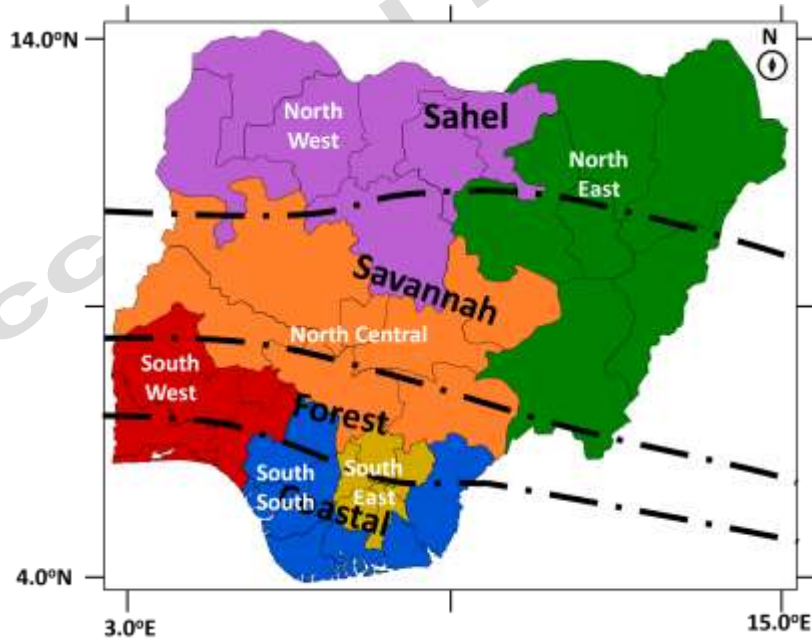 14.0°N
N
North
West
Sahel
North
East
Savannah
North Central
South
West
Forest
South
South
South
East
Coastal
4.0°N
3.0°E
15.0°E